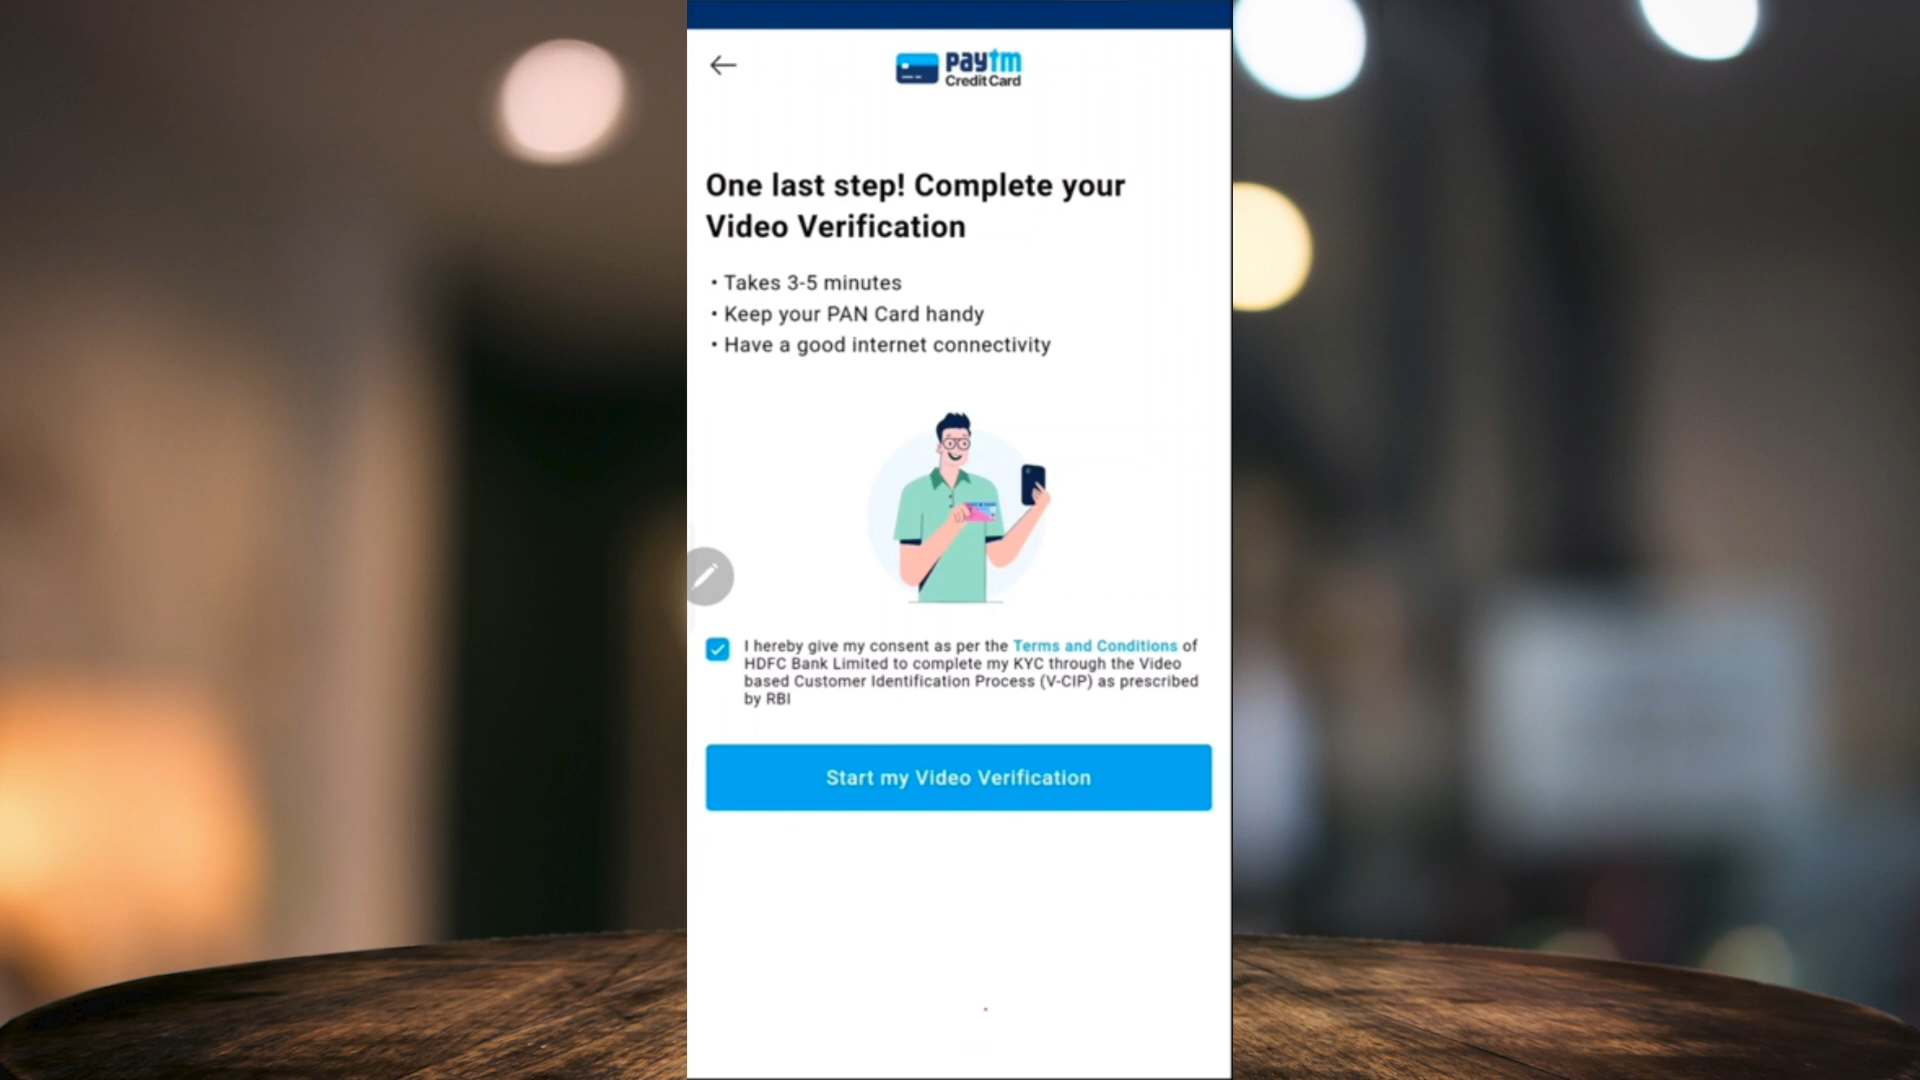 paytm
Credit Card
One last step! Complete your
Video Verification
• Takes 3-5 minutes
• Keep your PAN Card handy
• Have a good internet connectivity
I hereby give my consent as per the Terms and Conditions of
HDFC Bank Limited to complete my KYC through the Video
based Customer Identification Process (V-CIP) as prescribed
by RBI
Start my Video Verification